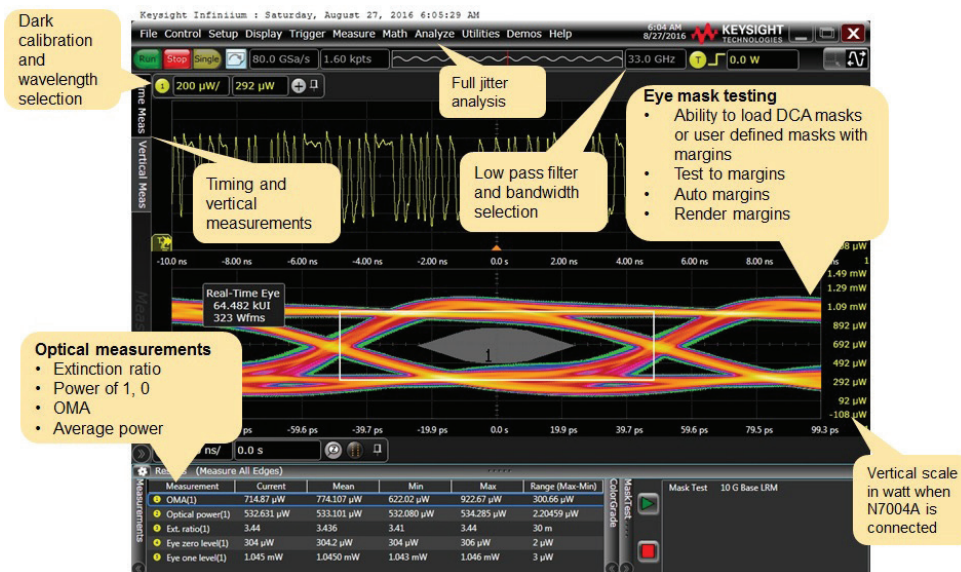 Keysight Infiniium : Saturday, August 27, 2016 6:05:29 AM
File Control Setup Display Trigger Measure Math Analyze Utilities Demos Help
6:04 AM
8/27/2016
KEYSIGHT
TECHNOLOGIES
Run Stop Single 80.0 GSa/s 1.60 kpts 33.0 GHz T 0.0 W
1 200 µW/ 292 µW
Dark
calibration
and
wavelength
selection
Full jitter
analysis
Eye mask testing
• Ability to load DCA masks
or user defined masks with
margins
• Test to margins
• Auto margins
• Render margins
Low pass filter
and bandwidth
selection
Timing and
vertical
measurements
Meas
Vertical Meas
-10.0 ns -8.00 ns -6.00 ns -4.00 ns -2.00 ns 0.0 s 2.00 ns 4.00 ns 6.00 ns 8.00 ns 1
1.49 mW
1.29 mW
1.09 mW
892 µW
692 µW
492 µW
292 µW
92 µW
-108 µW
Real-Time Eye
64.482 kUI
323 Wfms
1
Optical measurements
• Extinction ratio
• Power of 1, 0
• OMA
• Average power
ps -59.6 ps -39.7 ps -19.9 ps 0.0 s 19.9 ps 39.7 ps 59.6 ps 79.5 ps 99.3 ps
ns/ 0.0 s
(Measure All Edges)
Measurements
Measurement Current Mean Min Max Range (Max-Min)
OMA(1) 714.87 µW 774.107 µW 622.02 µW 922.67 µW 300.66 µW
Optical power(1) 532.631 µW 533.101 µW 532.080 µW 534.285 µW 2.20459 µW
Ext. ratio(1) 3.44 3.436 3.41 3.44 30 m
Eye zero level(1) 304 µW 304.2 µW 304 µW 306 µW 2 µW
Eye one level(1) 1.045 mW 1.0450 mW 1.043 mW 1.046 mW 3 µW
ColorGrade
MaskTest
Mask Test 10 G Base LRM
Vertical scale
in watt when
N7004A is
connected